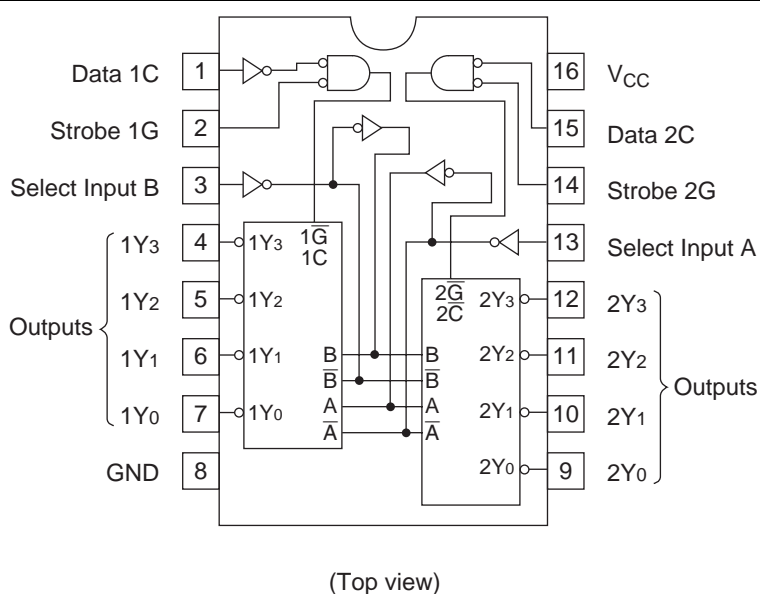 Data 1C 1
Strobe 1G 2
Select Input B 3
Outputs
1Y3 4
1Y2 5
1Y1 6
1Y0 7
GND 8
1Y3
1Y2
1Y1
1Y0
1G̅
1C
B
B̅
A
A̅
B
B̅
A
A̅
2G̅
2C̅
2Y3
2Y2
2Y1
2Y0
16 VCC
15 Data 2C
14 Strobe 2G
13 Select Input A
12 2Y3
11 2Y2
10 2Y1
9 2Y0
Outputs
(Top view)